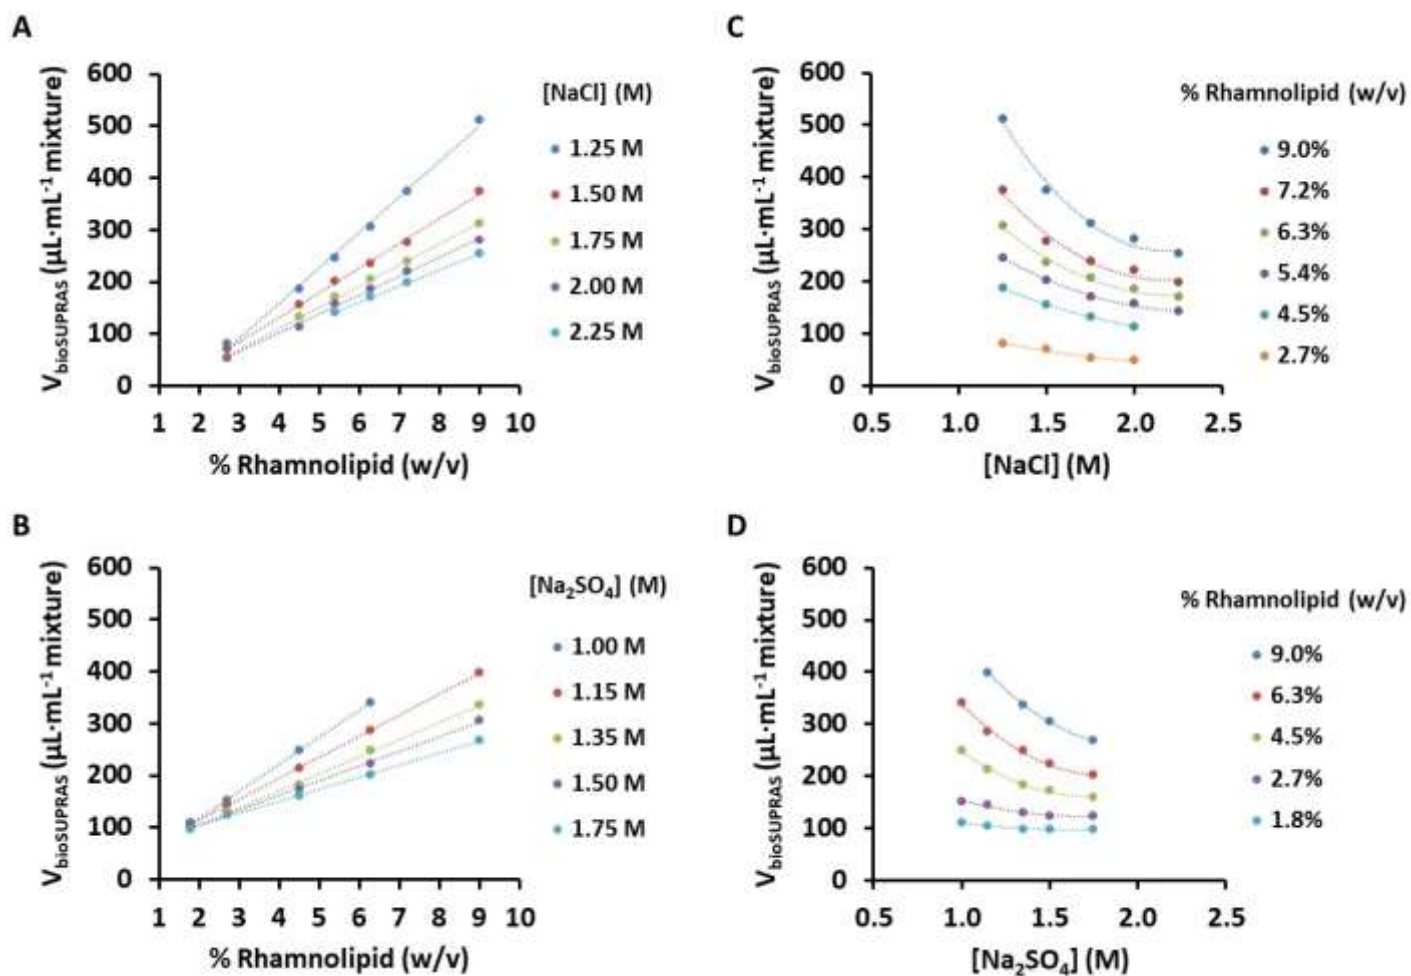 A
V_bioSUPRAS (µL·mL⁻¹ mixture)
600
500
400
300
200
100
0
1 2 3 4 5 6 7 8 9 10
% Rhamnolipid (w/v)
[NaCl] (M)
1.25 M
1.50 M
1.75 M
2.00 M
2.25 M
C
V_bioSUPRAS (µL·mL⁻¹ mixture)
600
500
400
300
200
100
0
0.5 1.0 1.5 2.0 2.5
[NaCl] (M)
% Rhamnolipid (w/v)
9.0%
7.2%
6.3%
5.4%
4.5%
2.7%
B
V_bioSUPRAS (µL·mL⁻¹ mixture)
600
500
400
300
200
100
0
1 2 3 4 5 6 7 8 9 10
% Rhamnolipid (w/v)
[Na₂SO₄] (M)
1.00 M
1.15 M
1.35 M
1.50 M
1.75 M
D
V_bioSUPRAS (µL·mL⁻¹ mixture)
600
500
400
300
200
100
0
0.5 1.0 1.5 2.0 2.5
[Na₂SO₄] (M)
% Rhamnolipid (w/v)
9.0%
6.3%
4.5%
2.7%
1.8%